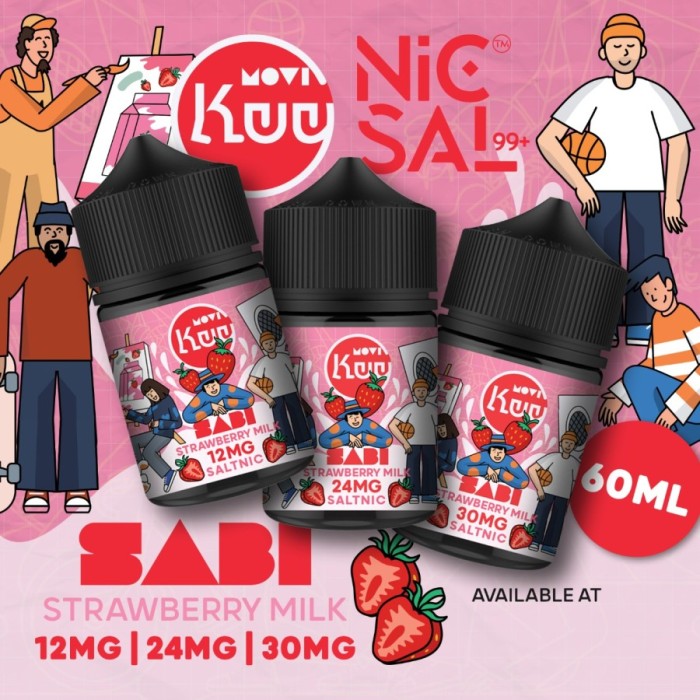 MOVI
Kuu
NiC™
SAL 99+
MOVI
Kuu
SABI
STRAWBERRY MILK
12MG
SALTNIC
MOVI
Kuu
SABI
STRAWBERRY MILK
24MG
SALTNIC
MOVI
Kuu
SABI
STRAWBERRY MILK
30MG
SALTNIC
60ML
SABI
STRAWBERRY MILK
12MG | 24MG | 30MG
AVAILABLE AT